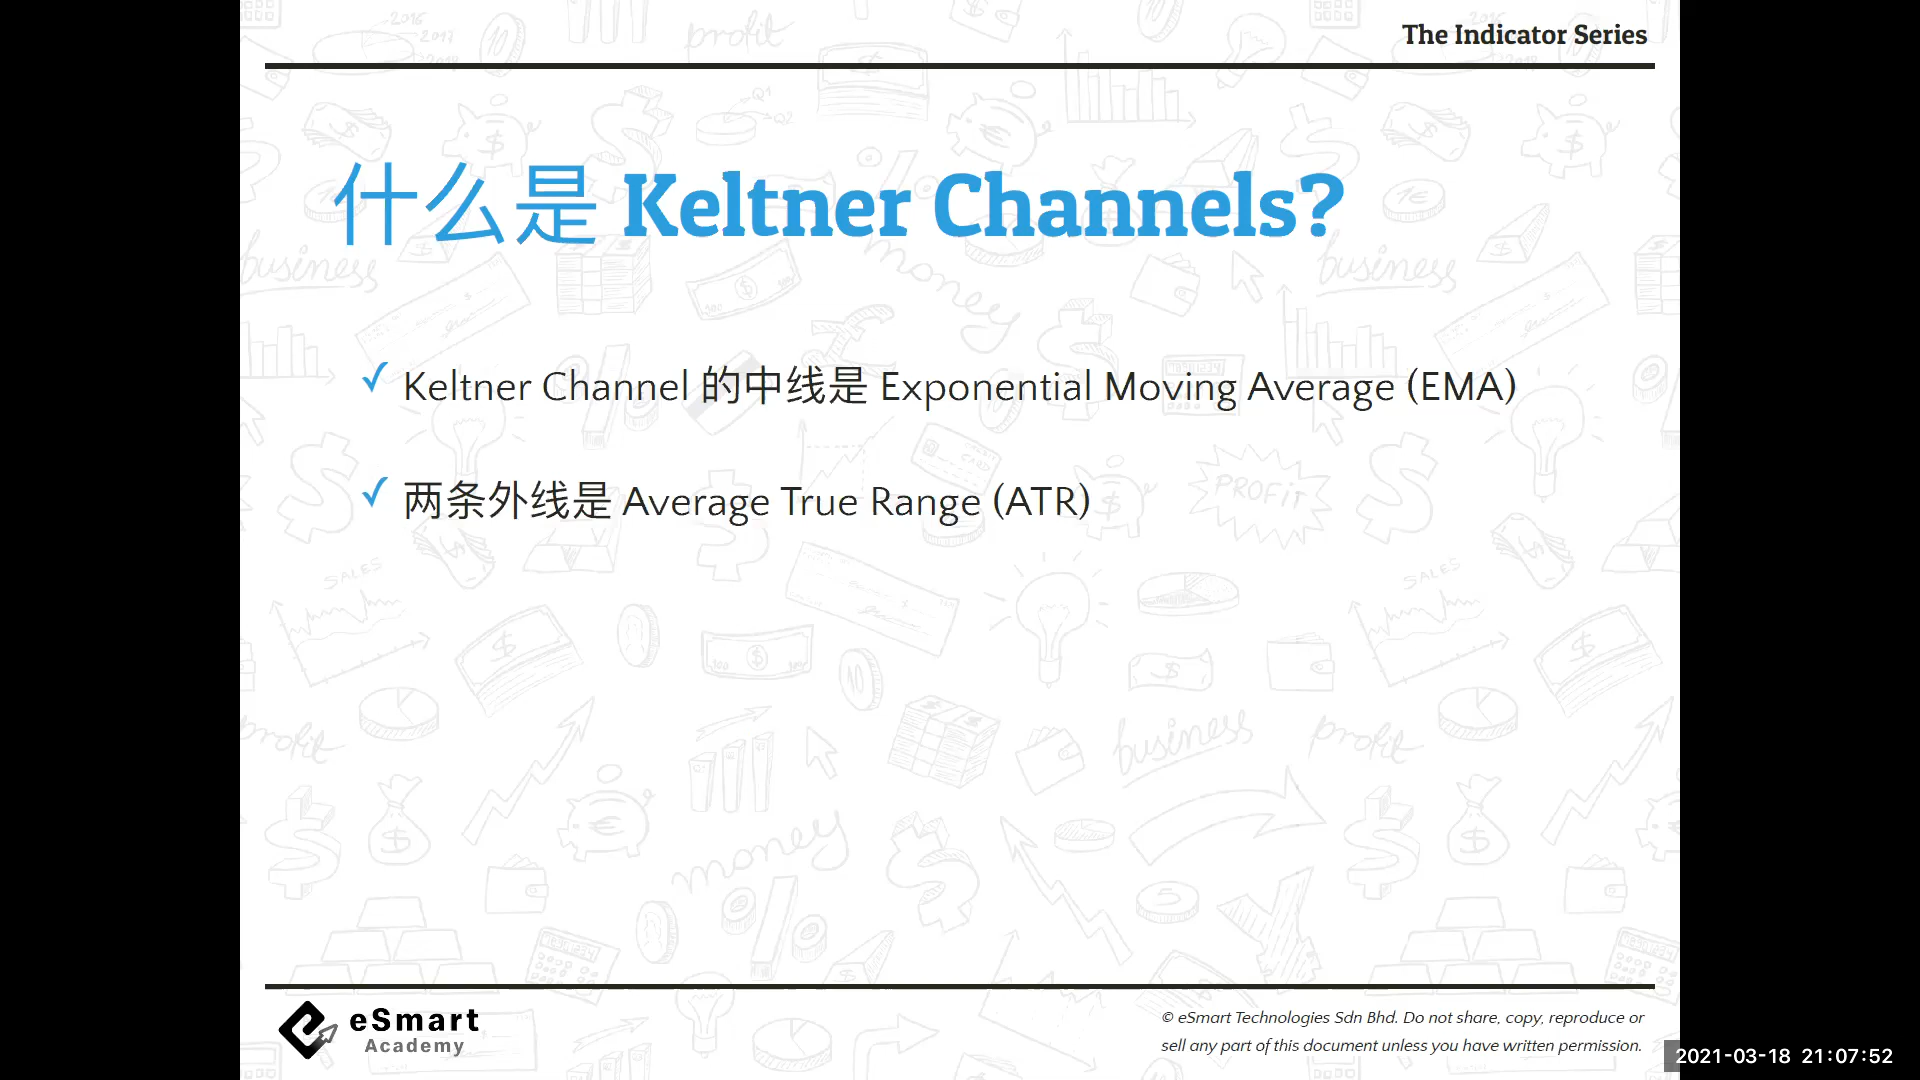 The Indicator Series
什么是 Keltner Channels?
✓ Keltner Channel 的中线是 Exponential Moving Average (EMA)
✓ 两条外线是 Average True Range (ATR)
eSmart
Academy
© eSmart Technologies Sdn Bhd. Do not share, copy, reproduce or
sell any part of this document unless you have written permission.
2021-03-18 21:07:52